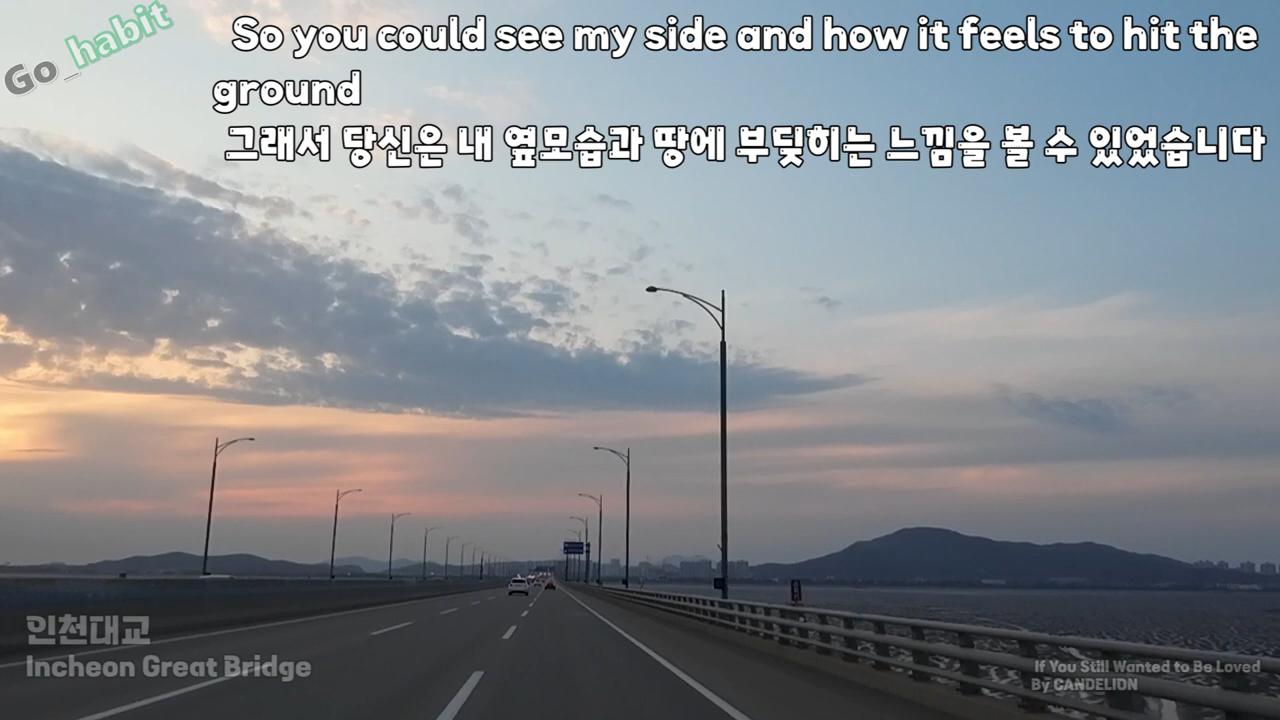 Go_habit
So you could see my side and how it feels to hit the
ground
그래서 당신은 내 옆모습과 땅에 부딪히는 느낌을 볼 수 있었습니다
인천대교
Incheon Great Bridge
If You Still Wanted to Be Loved
By CANDELION